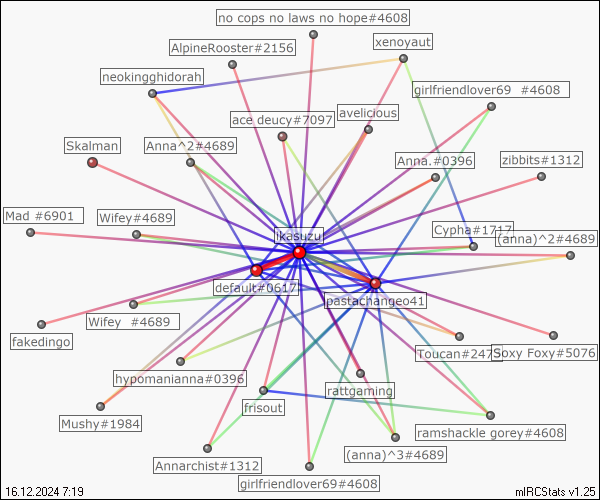 no cops no laws no hope#4608
AlpineRooster#2156
xenoyaut
neokingghidorah
girlfriendlover69 #4608
avelicious
ace deucy#7097
Skalman
Anna^2#4689
Anna.#0396
zibbits#1312
Mad #6901
Wifey#4689
ikasuzu
Cypha#1717
(anna)^2#4689
default#0617
pastachangeo41
Wifey #4689
fakedingo
Toucan#247
Soxy Foxy#5076
hypomanianna#0396
rattgaming
frisout
Mushy#1984
ramshackle gorey#4608
(anna)^3#4689
Annarchist#1312
girlfriendlover69#4608
16.12.2024 7:19
mIRCStats v1.25